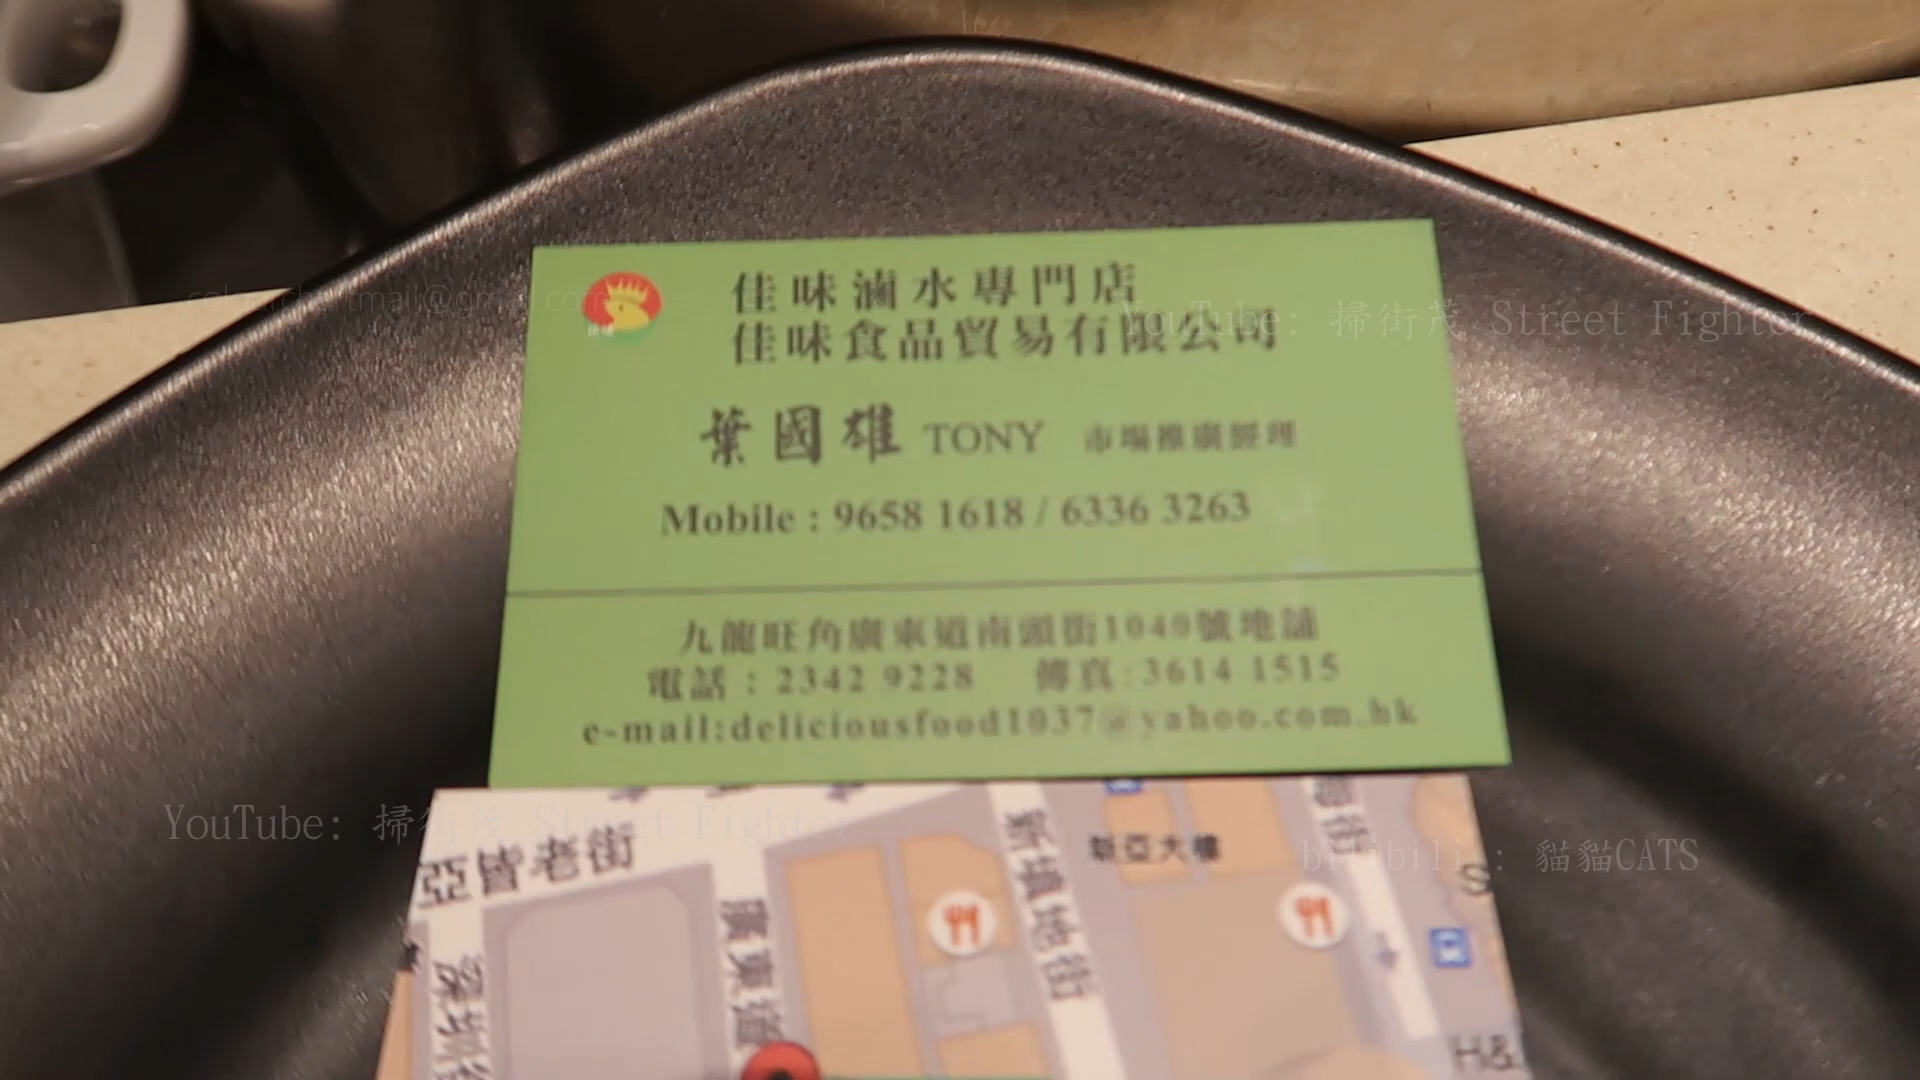 佳味滷水專門店
佳味食品貿易有限公司
葉國雄 TONY 市場推廣經理
Mobile : 9658 1618 / 6336 3263
九龍旺角廣東道南頭街1049號地舖
電話：2342 9228 傳真:3614 1515
e-mail:deliciousfood1037@yahoo.com.hk
YouTube: 掃街茂 Street Fighter
YouTube: 掃街茂 Street Fighter
bilibili: 貓貓CATS
亞皆老街
新填地街
新亞大樓
廣東道
H&